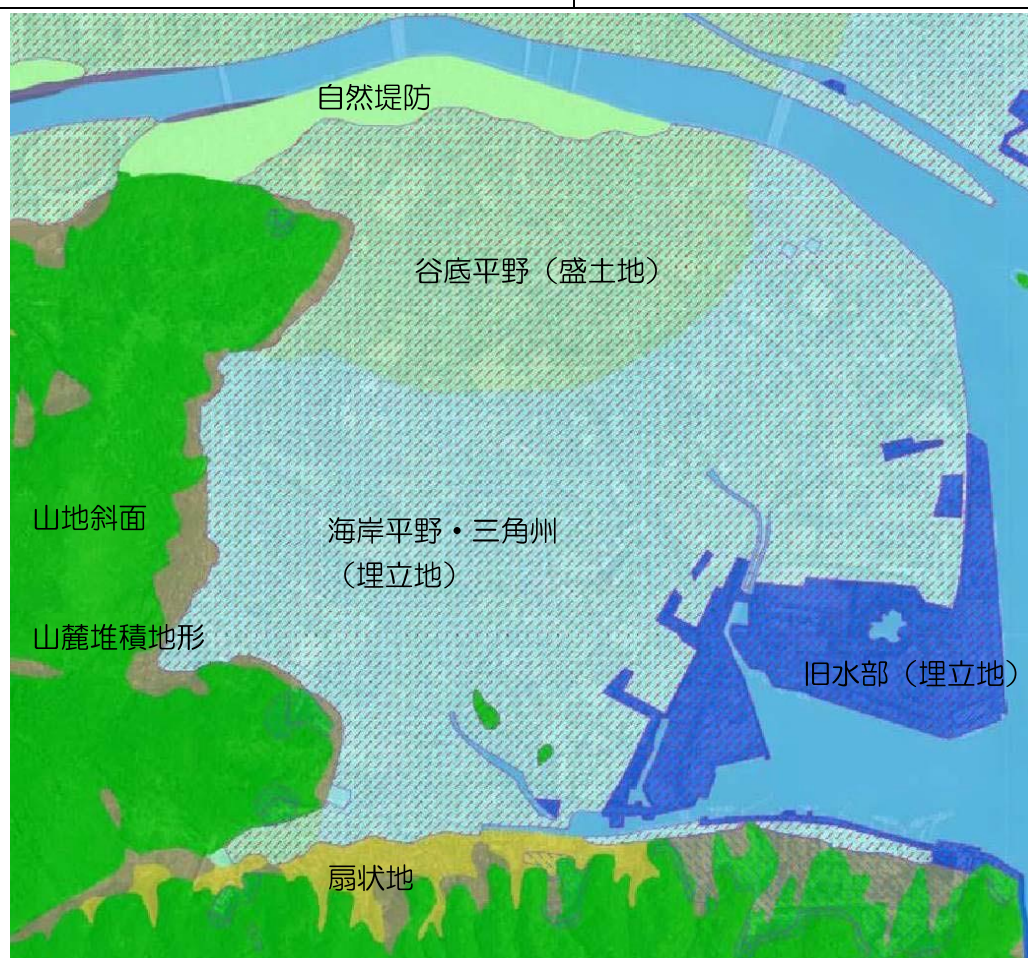 自然堤防
谷底平野（盛土地）
山地斜面
海岸平野・三角州
（埋立地）
山麓堆積地形
旧水部（埋立地）
扇状地